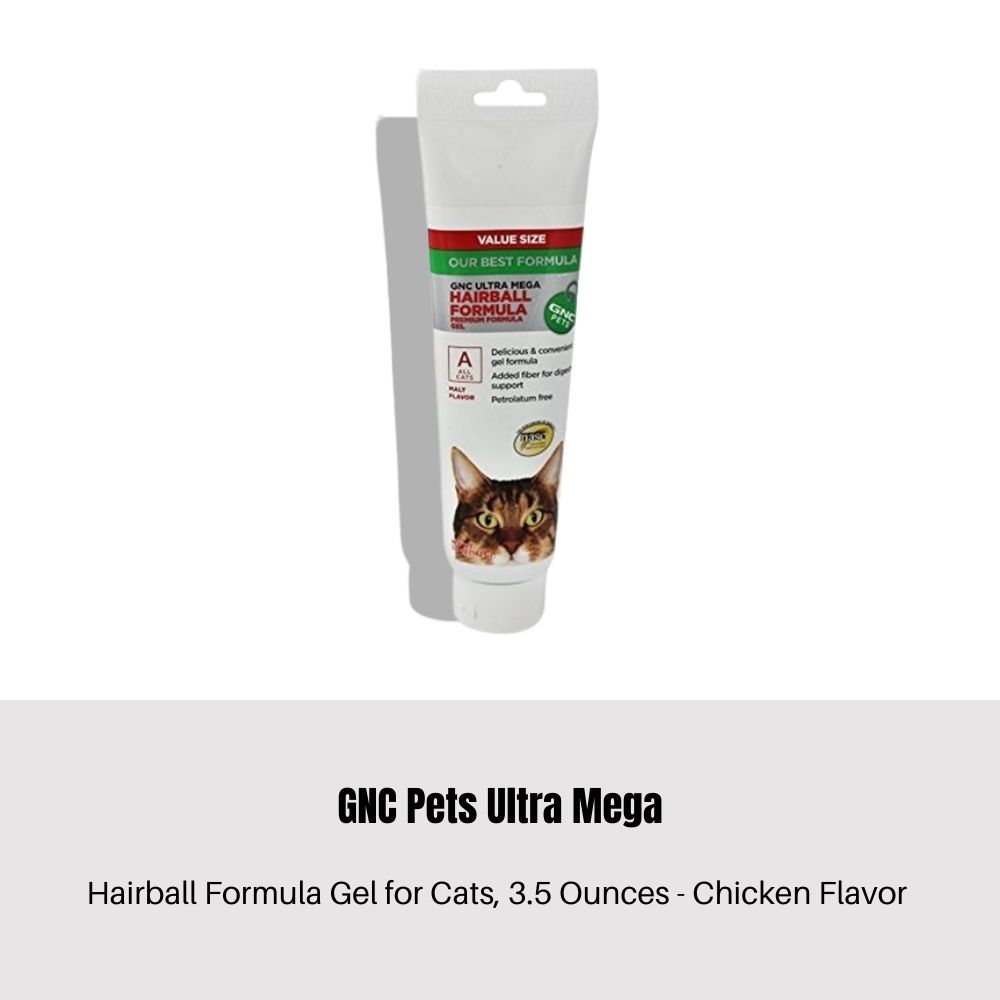 VALUE SIZE
OUR BEST FORMULA
GNC ULTRA MEGA
HAIRBALL
FORMULA
PREMIUM FORMULA
GEL
GNC
PETS
A
ALL
CATS
MALT
FLAVOR
Delicious &
gel formula
Added fiber for
support
Petrolatum free
nasc
GNC Pets Ultra Mega
Hairball Formula Gel for Cats, 3.5 Ounces - Chicken Flavor